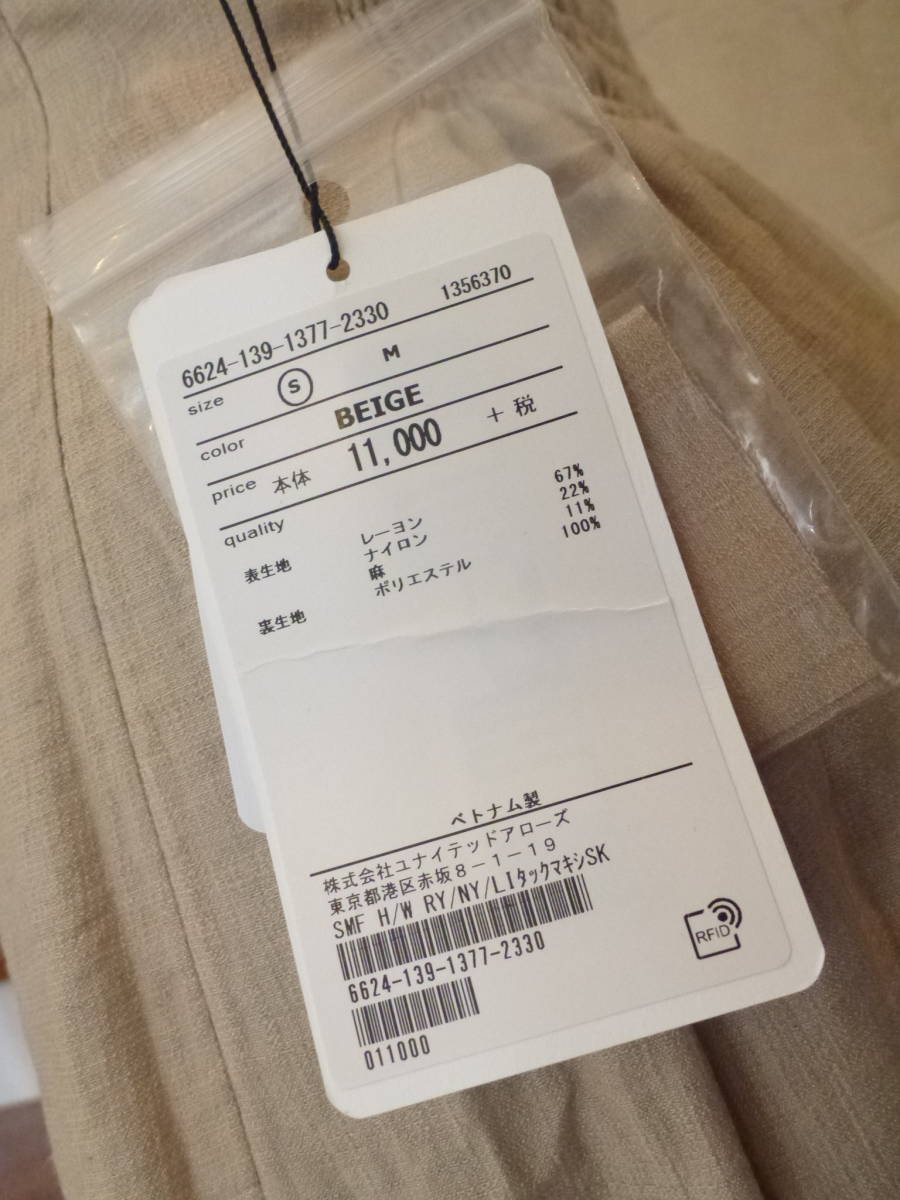 6624-139-1377-2330 1356370
size S M
color BEIGE
price 本体 11,000 +税
quality
表生地 レーヨン 67%
ナイロン 22%
麻 11%
裏生地 ポリエステル 100%
ベトナム製
株式会社ユナイテッドアローズ
東京都港区赤坂8-1-19
SMF H/W RY/NY/LIタックマキシSK
6624-139-1377-2330
RFID
011000